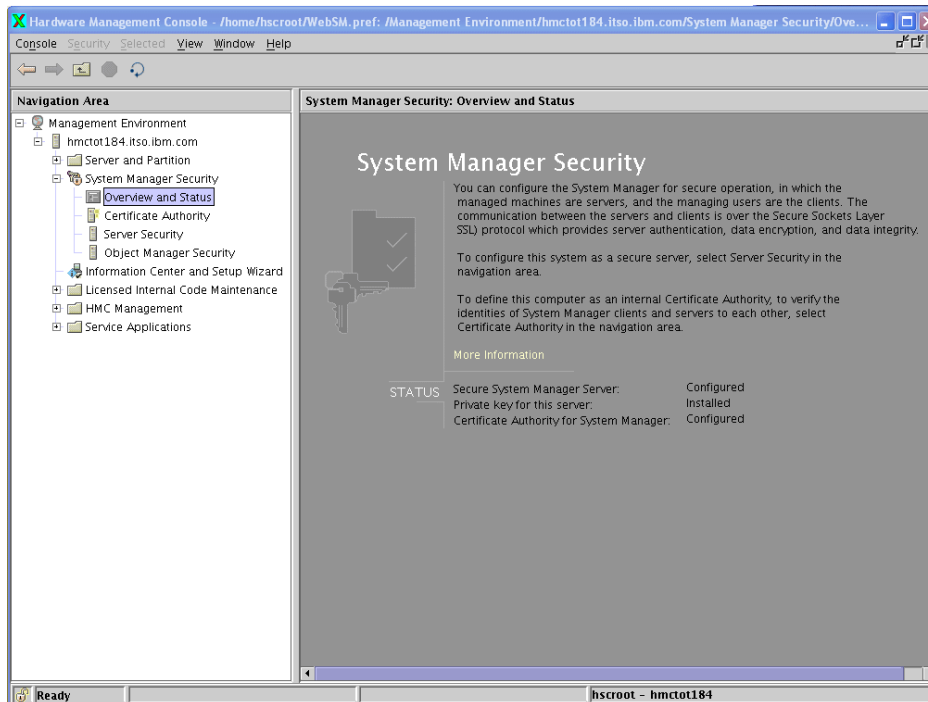 Hardware Management Console - /home/hscroot/WebSM.pref: /Management Environment/hmctot184.itso.ibm.com/System Manager Security/Ove...
Console Security Selected View Window Help
Navigation Area
Management Environment
hmctot184.itso.ibm.com
Server and Partition
System Manager Security
Overview and Status
Certificate Authority
Server Security
Object Manager Security
Information Center and Setup Wizard
Licensed Internal Code Maintenance
HMC Management
Service Applications
System Manager Security: Overview and Status
System Manager Security
You can configure the System Manager for secure operation, in which the
managed machines are servers, and the managing users are the clients. The
communication between the servers and clients is over the Secure Sockets Layer
SSL) protocol which provides server authentication, data encryption, and data integrity.
To configure this system as a secure server, select Server Security in the
navigation area.
To define this computer as an internal Certificate Authority, to verify the
identities of System Manager clients and servers to each other, select
Certificate Authority in the navigation area.
More Information
STATUS
Secure System Manager Server: Configured
Private key for this server: Installed
Certificate Authority for System Manager: Configured
Ready
hscroot - hmctot184